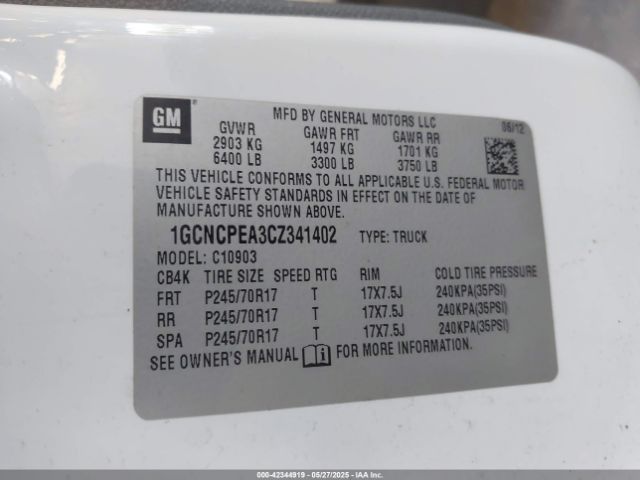 GM
MFD BY GENERAL MOTORS LLC 06/12
GVWR GAWR FRT GAWR RR
2903 KG 1497 KG 1701 KG
6400 LB 3300 LB 3750 LB
THIS VEHICLE CONFORMS TO ALL APPLICABLE U.S. FEDERAL MOTOR
VEHICLE SAFETY STANDARDS IN EFFECT ON THE DATE OF
MANUFACTURE SHOWN ABOVE.
1GCNCPEA3CZ341402 TYPE: TRUCK
MODEL: C10903
CB4K TIRE SIZE SPEED RTG RIM COLD TIRE PRESSURE
FRT P245/70R17 T 17X7.5J 240KPA(35PSI)
RR P245/70R17 T 17X7.5J 240KPA(35PSI)
SPA P245/70R17 T 17X7.5J 240KPA(35PSI)
SEE OWNER'S MANUAL FOR MORE INFORMATION.
000-42344919 - 05/27/2025 - IAA Inc.